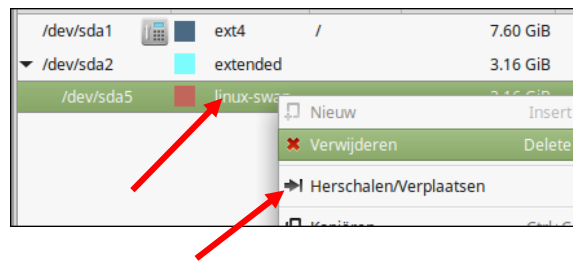 /dev/sda1 ext4 / 7.60 GiB
/dev/sda2 extended 3.16 GiB
/dev/sda5 linux-swap
Nieuw Insert
Verwijderen Delete
Herschalen/Verplaatsen